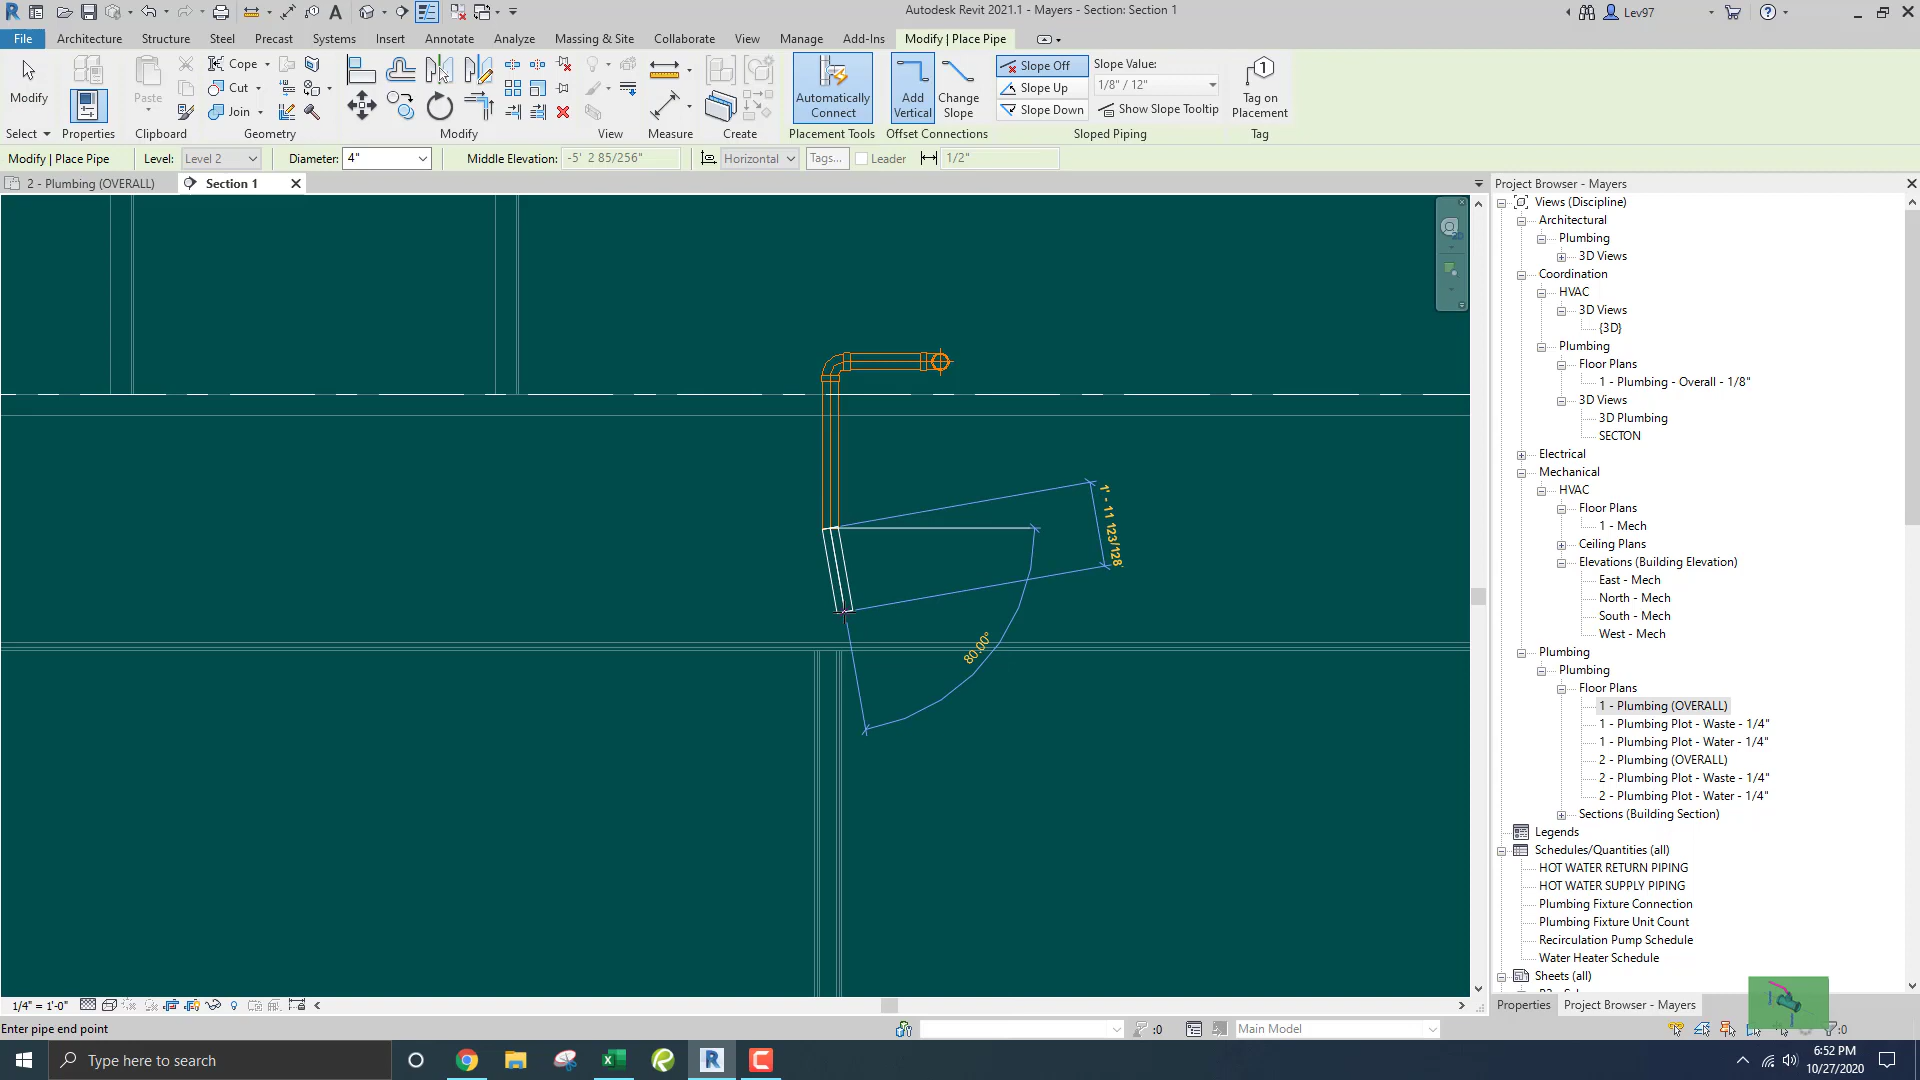 Autodesk Revit 2021.1 - Mayers - Section: Section 1
Lev97
File Architecture Structure Steel Precast Systems Insert Annotate Analyze Massing & Site Collaborate View Manage Add-Ins Modify | Place Pipe
Modify
Paste
Cope
Cut
Join
Automatically Connect
Add Vertical
Change Slope
Slope Off
Slope Up
Slope Down
Slope Value:
1/8" / 12"
Show Slope Tooltip
Tag on Placement
Select Properties Clipboard Geometry Modify View Measure Create Placement Tools Offset Connections Sloped Piping Tag
Modify | Place Pipe Level: Level 2 Diameter: 4" Middle Elevation: -5' 2 85/256" Horizontal Tags... Leader 1/2"
2 - Plumbing (OVERALL) Section 1
1' - 11 123/128"
80.00°
Project Browser - Mayers
Views (Discipline)
Architectural
Plumbing
3D Views
Coordination
HVAC
3D Views
{3D}
Plumbing
Floor Plans
1 - Plumbing - Overall - 1/8"
3D Views
3D Plumbing
SECTON
Electrical
Mechanical
HVAC
Floor Plans
1 - Mech
Ceiling Plans
Elevations (Building Elevation)
East - Mech
North - Mech
South - Mech
West - Mech
Plumbing
Plumbing
Floor Plans
1 - Plumbing (OVERALL)
1 - Plumbing Plot - Waste - 1/4"
1 - Plumbing Plot - Water - 1/4"
2 - Plumbing (OVERALL)
2 - Plumbing Plot - Waste - 1/4"
2 - Plumbing Plot - Water - 1/4"
Sections (Building Section)
Legends
Schedules/Quantities (all)
HOT WATER RETURN PIPING
HOT WATER SUPPLY PIPING
Plumbing Fixture Connection
Plumbing Fixture Unit Count
Recirculation Pump Schedule
Water Heater Schedule
Sheets (all)
Properties Project Browser - Mayers
1/4" = 1'-0"
Enter pipe end point
:0
Main Model
:0
Type here to search
6:52 PM
10/27/2020